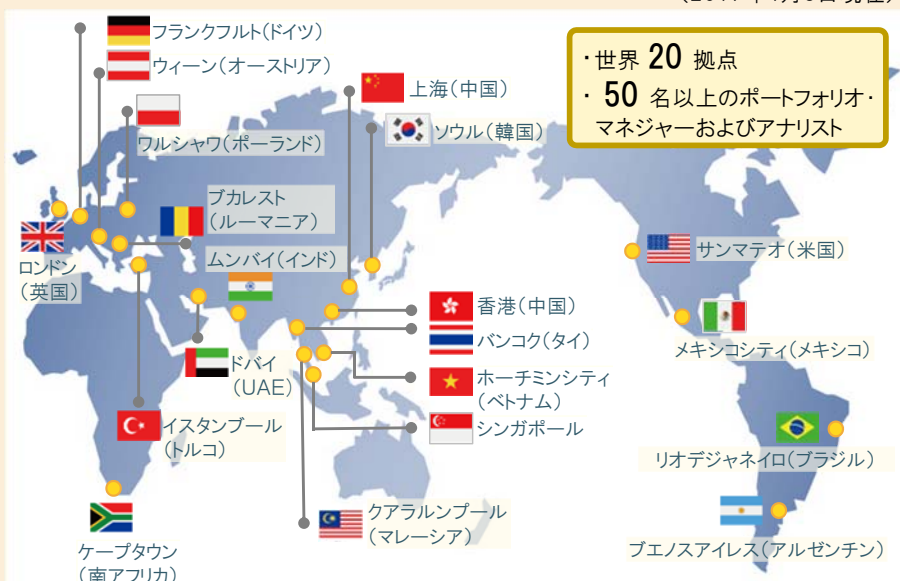 フランクフルト(ドイツ)
ウィーン(オーストリア)
ワルシャワ(ポーランド)
ブカレスト
(ルーマニア)
ムンバイ(インド)
ロンドン
(英国)
ドバイ
(UAE)
イスタンブール
(トルコ)
ケープタウン
(南アフリカ)
上海(中国)
ソウル(韓国)
香港(中国)
バンコク(タイ)
ホーチミンシティ
(ベトナム)
シンガポール
クアラルンプール
(マレーシア)
・世界 20 拠点
・ 50 名以上のポートフォリオ・
マネジャーおよびアナリスト
サンマテオ(米国)
メキシコシティ(メキシコ)
リオデジャネイロ(ブラジル)
ブエノスアイレス(アルゼンチン)